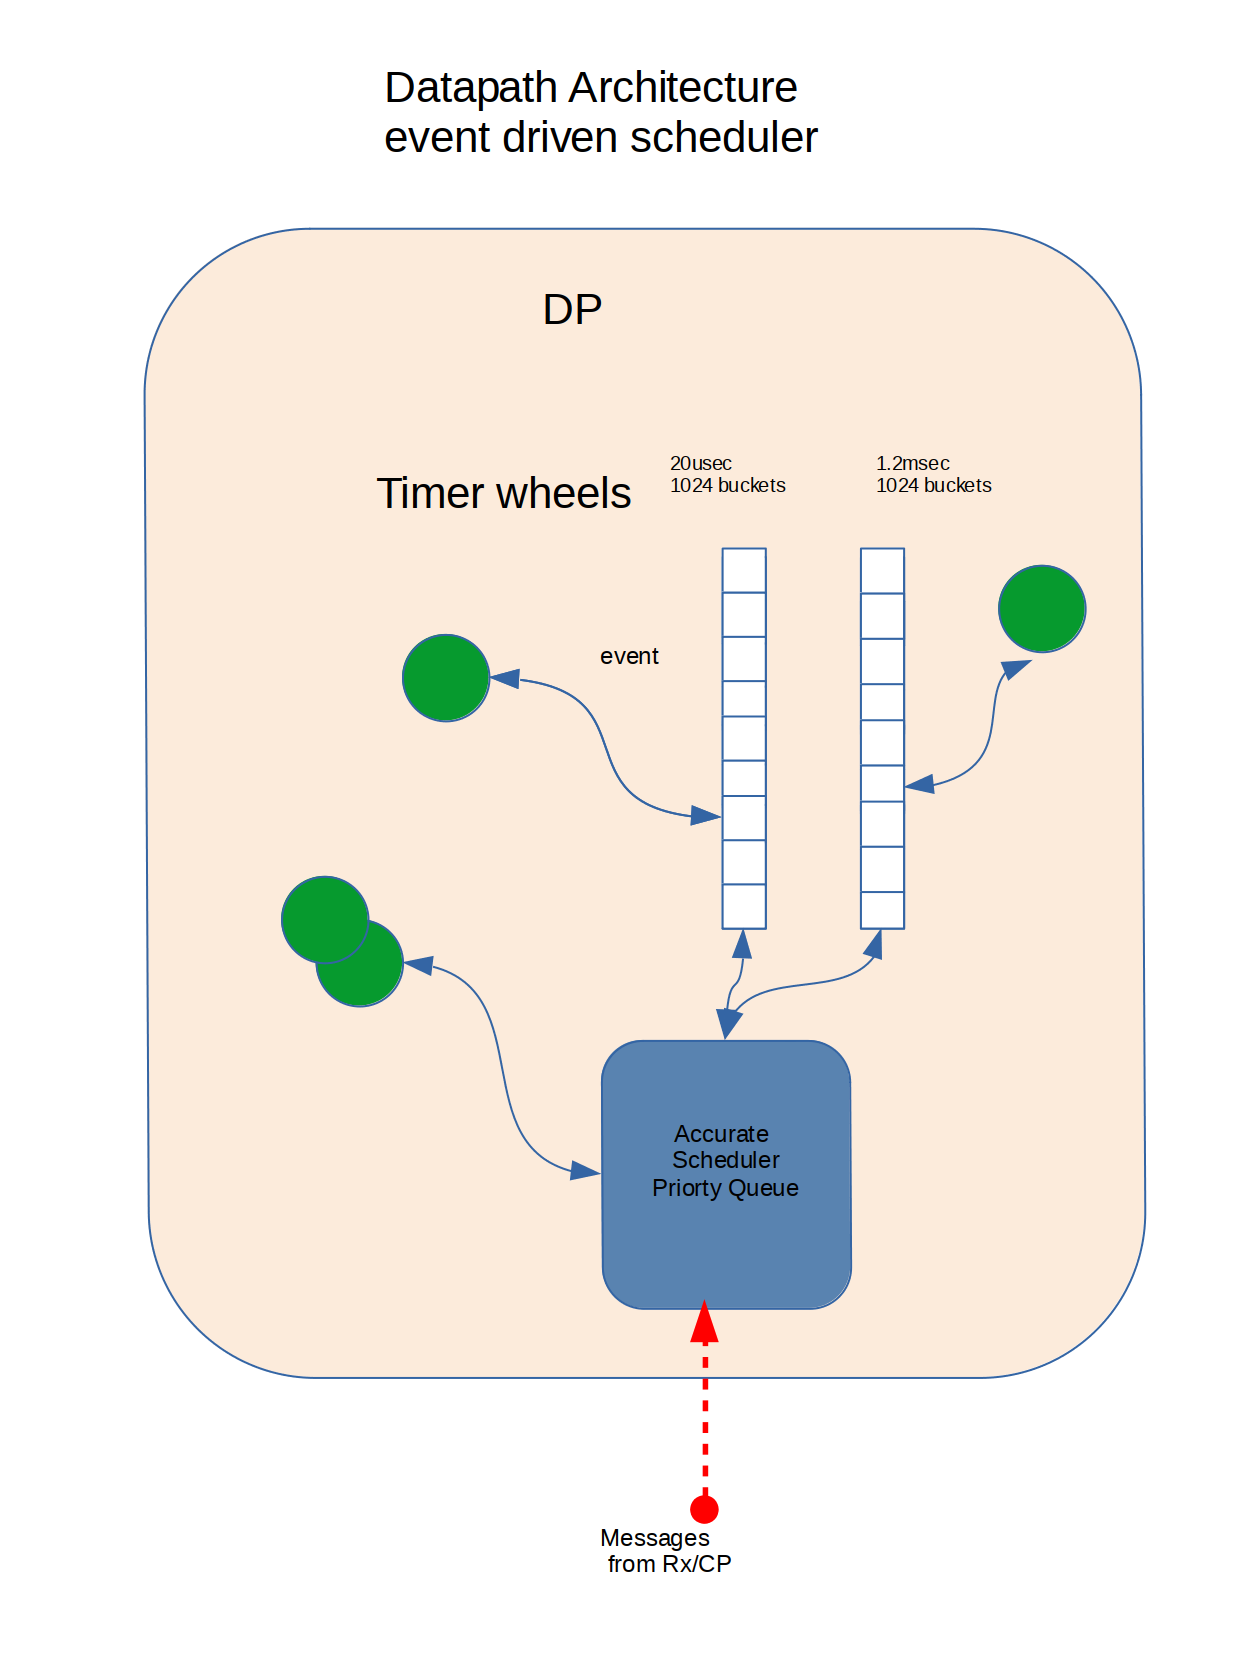 Datapath Architecture
event driven scheduler
DP
Timer wheels
20usec
1024 buckets
1.2msec
1024 buckets
event
Accurate
Scheduler
Priorty Queue
Messages
from Rx/CP